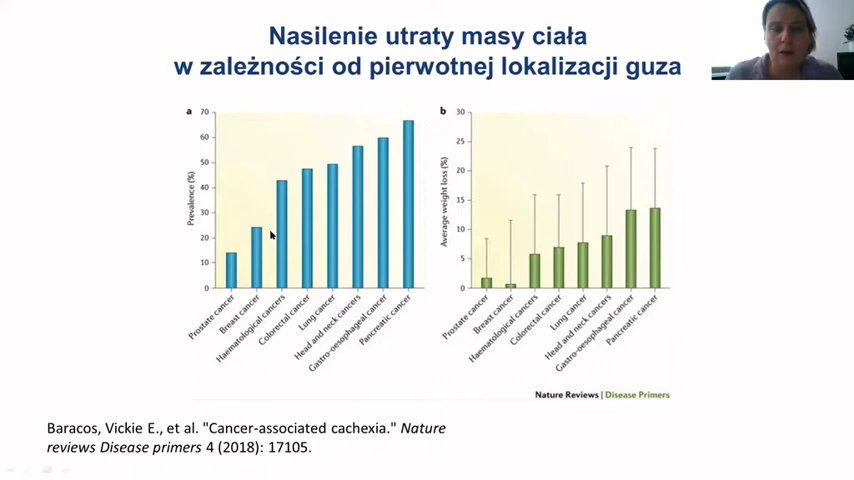 Nasilenie utraty masy ciała
w zależności od pierwotnej lokalizacji guza
a
70
60
50
40
30
20
10
0
Prevalence (%)
Prostate cancer
Breast cancer
Haematological cancers
Colorectal cancer
Lung cancer
Head and neck cancers
Gastro-oesophageal cancer
Pancreatic cancer
b
30
25
20
15
10
5
0
Average weight loss (%)
Prostate cancer
Breast cancer
Haematological cancers
Colorectal cancer
Lung cancer
Head and neck cancers
Gastro-oesophageal cancer
Pancreatic cancer
Nature Reviews | Disease Primers
Baracos, Vickie E., et al. "Cancer-associated cachexia." Nature
reviews Disease primers 4 (2018): 17105.